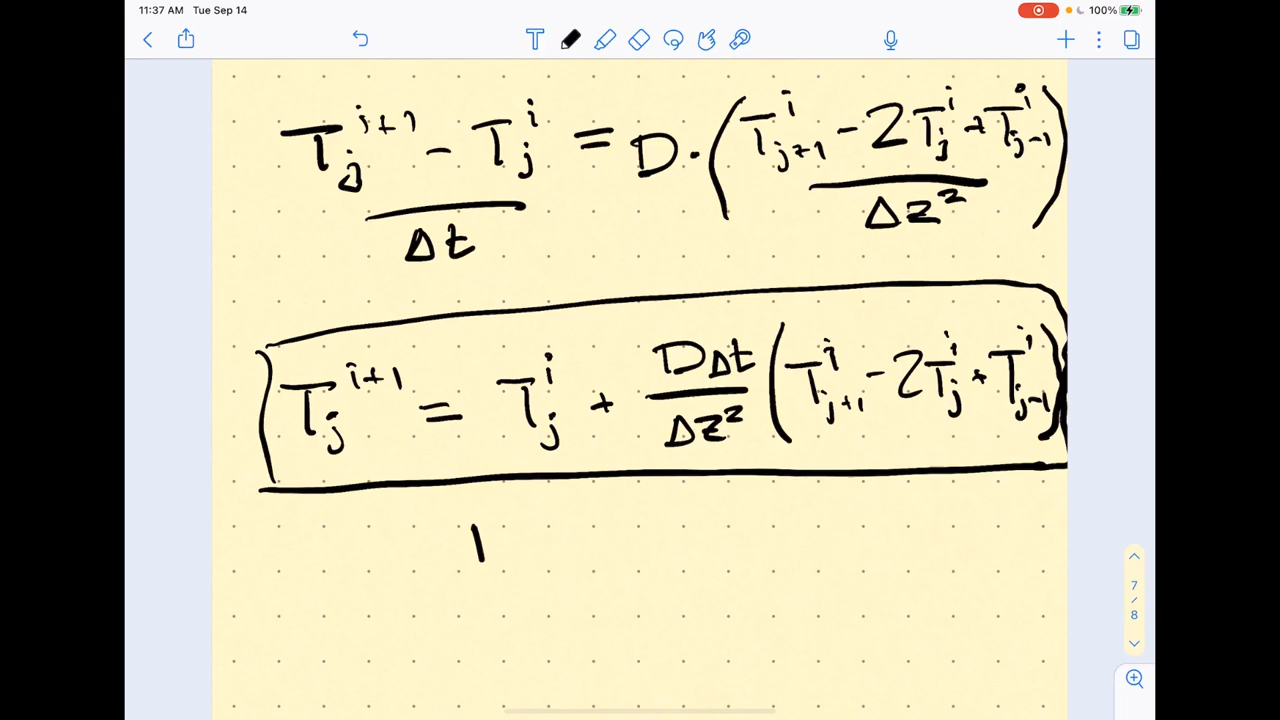 11:37 AM Tue Sep 14
100%
T_j^{i+1} - T_j^i = D · (T_{j+1}^i - 2T_j^i + T_{j-1}^i)
Δt Δz²
T_j^{i+1} = T_j^i + DΔt/Δz² (T_{j+1}^i - 2T_j^i + T_{j-1}^i)
7
/
8